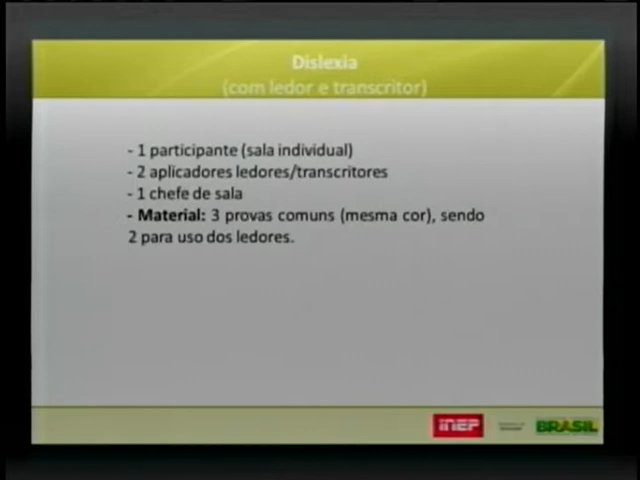 Dislexia
(com ledor e transcritor)
- 1 participante (sala individual)
- 2 aplicadores ledores/transcritores
- 1 chefe de sala
- Material: 3 provas comuns (mesma cor), sendo
2 para uso dos ledores.
INEP
BRASIL